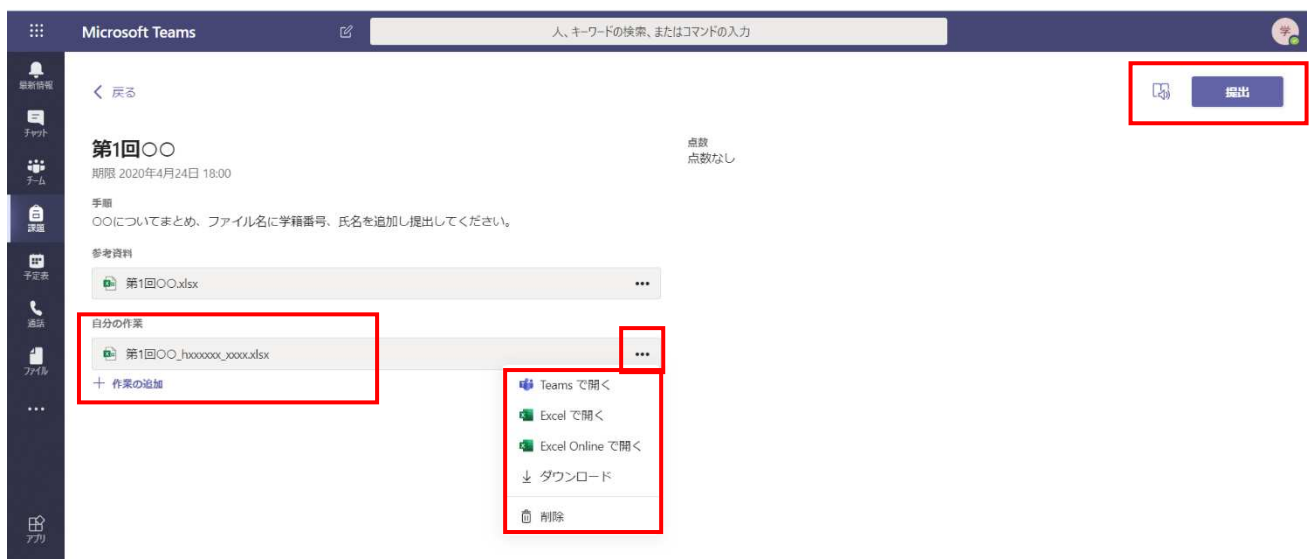 Microsoft Teams
人、キーワードの検索、またはコマンドの入力
学
最新情報
チャット
チーム
課題
予定表
通話
ファイル
アプリ
戻る
提出
第1回○○
期限 2020年4月24日 18:00
点数
点数なし
手順
○○についてまとめ、ファイル名に学籍番号、氏名を追加し提出してください。
参考資料
第1回○○.xlsx
自分の作業
第1回○○_hxxxxxx_xxxx.xlsx
+ 作業の追加
Teams で開く
Excel で開く
Excel Online で開く
ダウンロード
削除